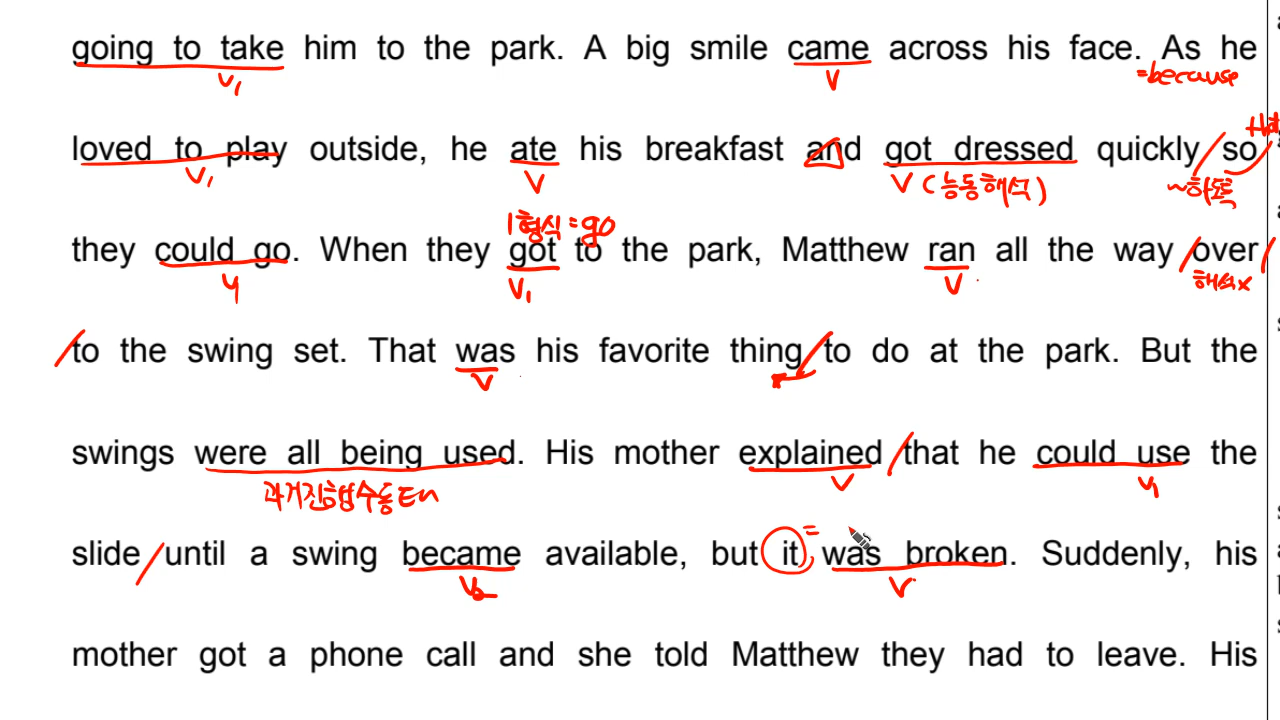 going to take him to the park. A big smile came across his face. As he
V₁ V =because
loved to play outside, he ate his breakfast and got dressed quickly so
V₁ V V (능동해석) ~하도록
1형식=go
they could go. When they got to the park, Matthew ran all the way over
V V₁ V 해석x
to the swing set. That was his favorite thing to do at the park. But the
V
swings were all being used. His mother explained that he could use the
과거진행수동태 V V₁
slide until a swing became available, but it was broken. Suddenly, his
V₂ = V
mother got a phone call and she told Matthew they had to leave. His